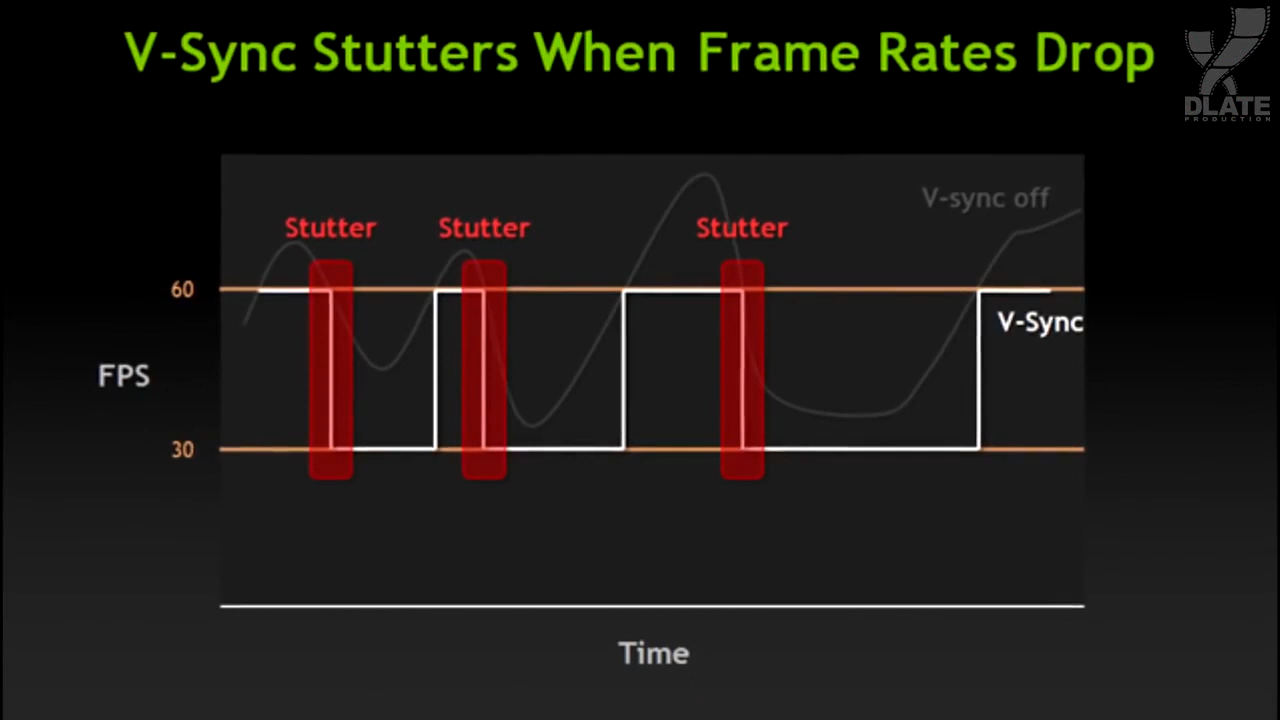 V-Sync Stutters When Frame Rates Drop
DLATE
PRODUCTION
V-sync off
Stutter
Stutter
Stutter
60
V-Sync
FPS
30
Time